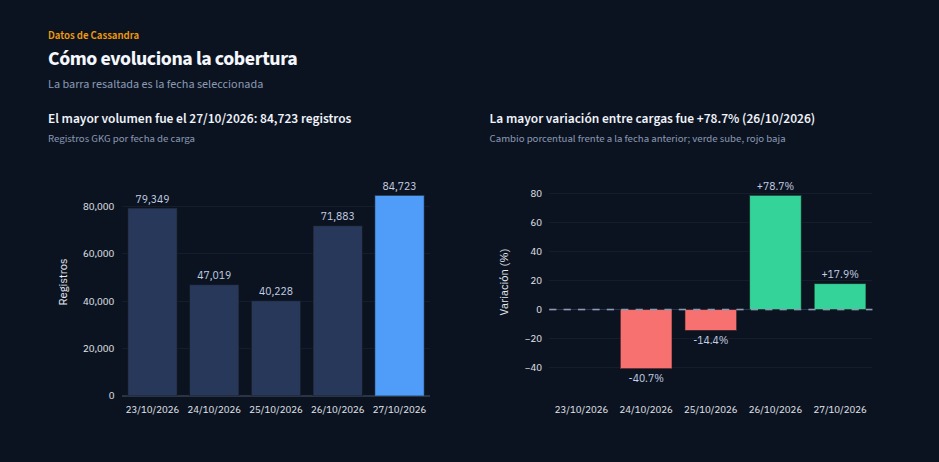 Datos de Cassandra
Cómo evoluciona la cobertura
La barra resaltada es la fecha seleccionada
El mayor volumen fue el 27/10/2026: 84,723 registros
Registros GKG por fecha de carga
Registros
80,000
60,000
40,000
20,000
0
79,349
47,019
40,228
71,883
84,723
23/10/2026 24/10/2026 25/10/2026 26/10/2026 27/10/2026
La mayor variación entre cargas fue +78.7% (26/10/2026)
Cambio porcentual frente a la fecha anterior; verde sube, rojo baja
Variación (%)
80
60
40
20
0
−20
−40
-40.7%
-14.4%
+78.7%
+17.9%
23/10/2026 24/10/2026 25/10/2026 26/10/2026 27/10/2026